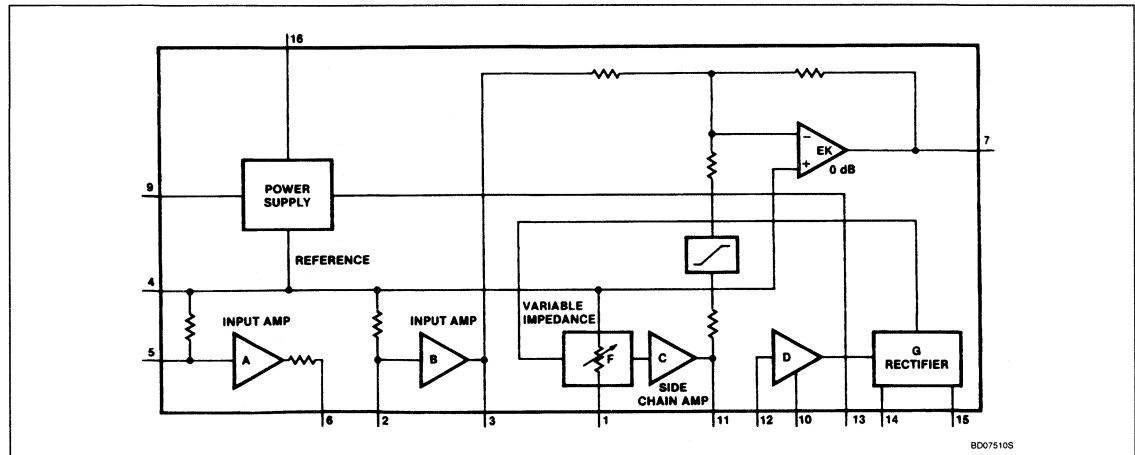 16
7
EK
−
+
0 dB
9
POWER
SUPPLY
REFERENCE
4
VARIABLE
IMPEDANCE
INPUT AMP
INPUT AMP
5
A
B
F
C
D
G
RECTIFIER
SIDE
CHAIN AMP
6
2
3
1
11
12
10
13
14
15
BD07510S